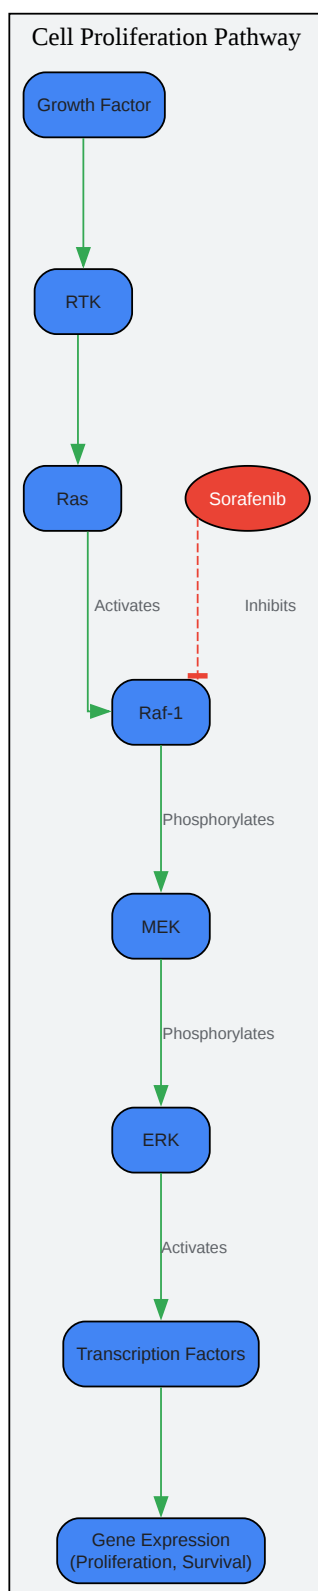 Cell Proliferation Pathway
Growth Factor
RTK
Ras
Sorafenib
Activates
Inhibits
Raf-1
Phosphorylates
MEK
Phosphorylates
ERK
Activates
Transcription Factors
Gene Expression
(Proliferation, Survival)